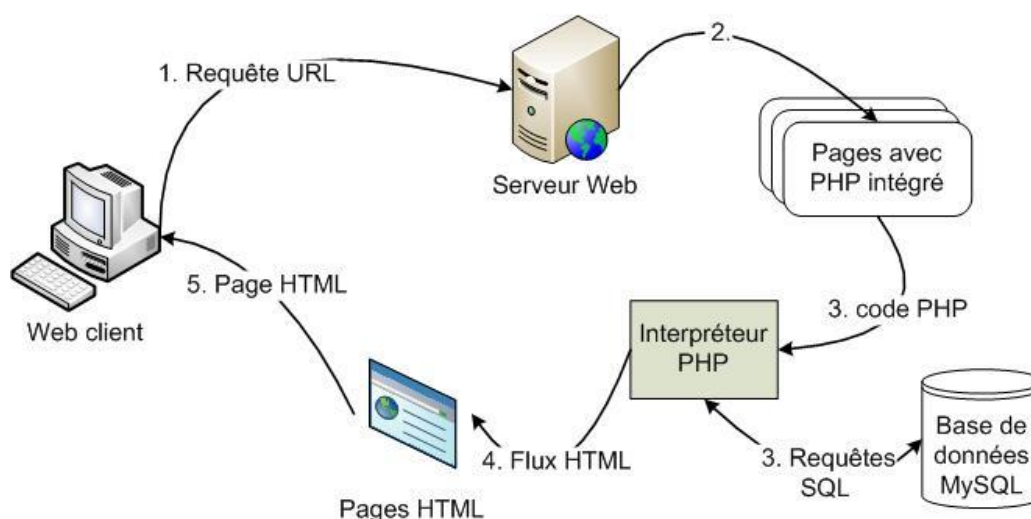 1. Requête URL
Serveur Web
2.
Pages avec
PHP intégré
3. code PHP
Interpréteur
PHP
3. Requêtes
SQL
Base de
données
MySQL
4. Flux HTML
Pages HTML
5. Page HTML
Web client